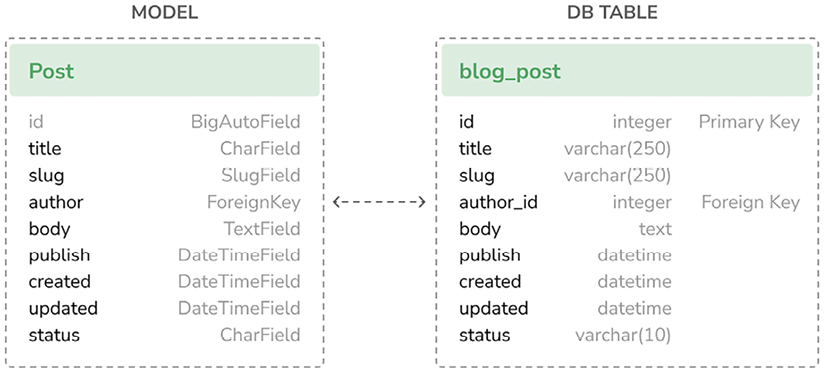 MODEL
Post
id BigAutoField
title CharField
slug SlugField
author ForeignKey
body TextField
publish DateTimeField
created DateTimeField
updated DateTimeField
status CharField
DB TABLE
blog_post
id integer Primary Key
title varchar(250)
slug varchar(250)
author_id integer Foreign Key
body text
publish datetime
created datetime
updated datetime
status varchar(10)